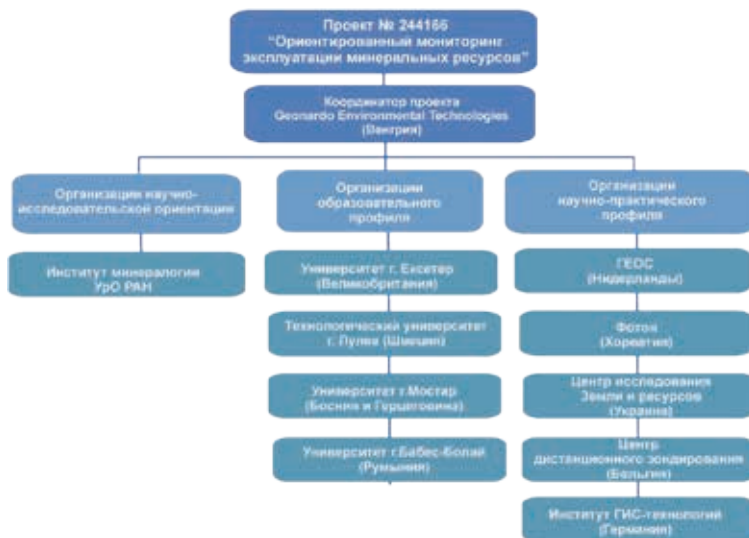 Проект № 244166
“Ориентированный мониторинг
эксплуатации минеральных ресурсов”
Координатор проекта
Geonardo Environmental Technologies
(Венгрия)
Организации научно-
исследовательской ориентации
Организации
образовательного
профиля
Организации
научно-практического
профиля
Институт минералогии
УрО РАН
Университет г. Ексетер
(Великобритания)
Технологический университет
г. Лулеа (Швеция)
Университет г.Мостар
(Босния и Герцеговина)
Университет г.Бабес-Болай
(Румыния)
ГЕОС
(Нидерланды)
Фотон
(Хорватия)
Центр исследования
Земли и ресурсов
(Украина)
Центр
дистанционного зондирования
(Бельгия)
Институт ГИС-технологий
(Германия)